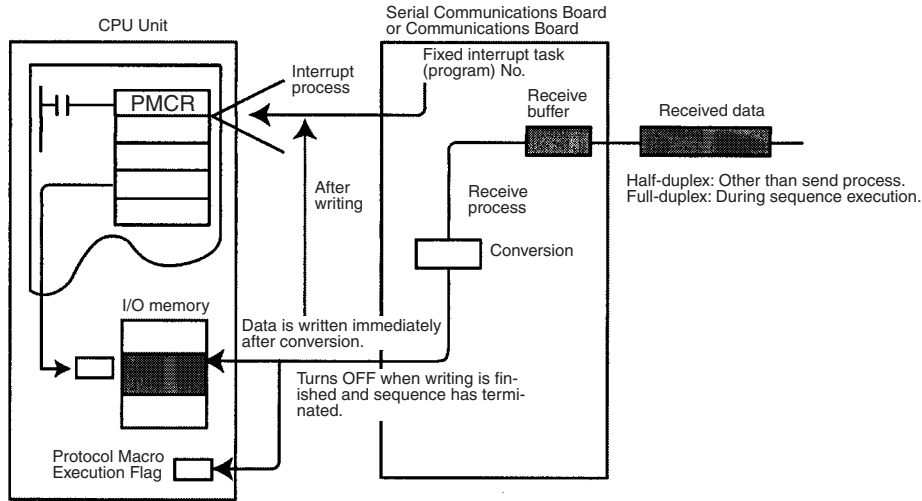 CPU Unit
Serial Communications Board
or Communications Board
Fixed interrupt task
(program) No.
Interrupt
process
PMCR
Receive
buffer
Received data
Half-duplex: Other than send process.
Full-duplex: During sequence execution.
After
writing
Receive
process
Conversion
I/O memory
Data is written immediately
after conversion.
Turns OFF when writing is fin-
ished and sequence has termi-
nated.
Protocol Macro
Execution Flag